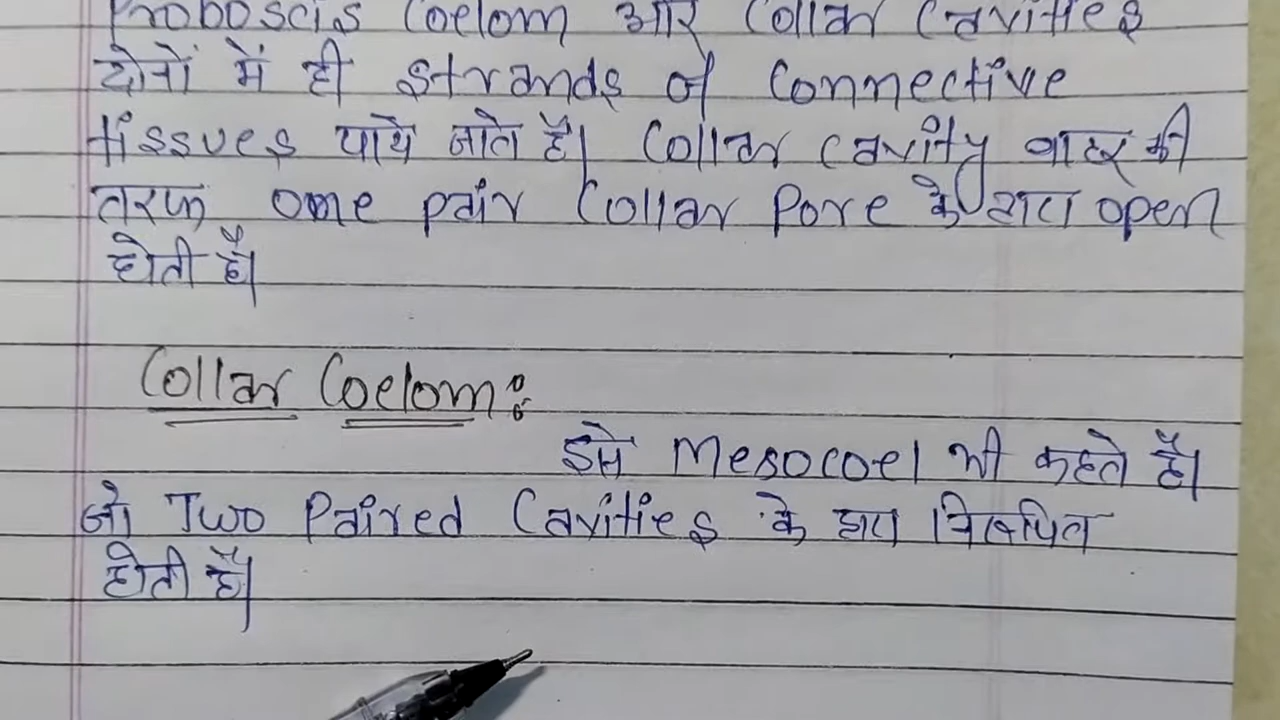 Proboscis Coelom और Collar Cavities
दोनों में ही Strands of Connective
tissues पाये जाते है। Collar cavity बाहर की
तरफ one pair Collar Pore के द्वारा open
होती है।
Collar Coelom:
इसे Mesocoel भी कहते है।
जो Two Paired Cavities के द्वारा निरूपित
होती है।